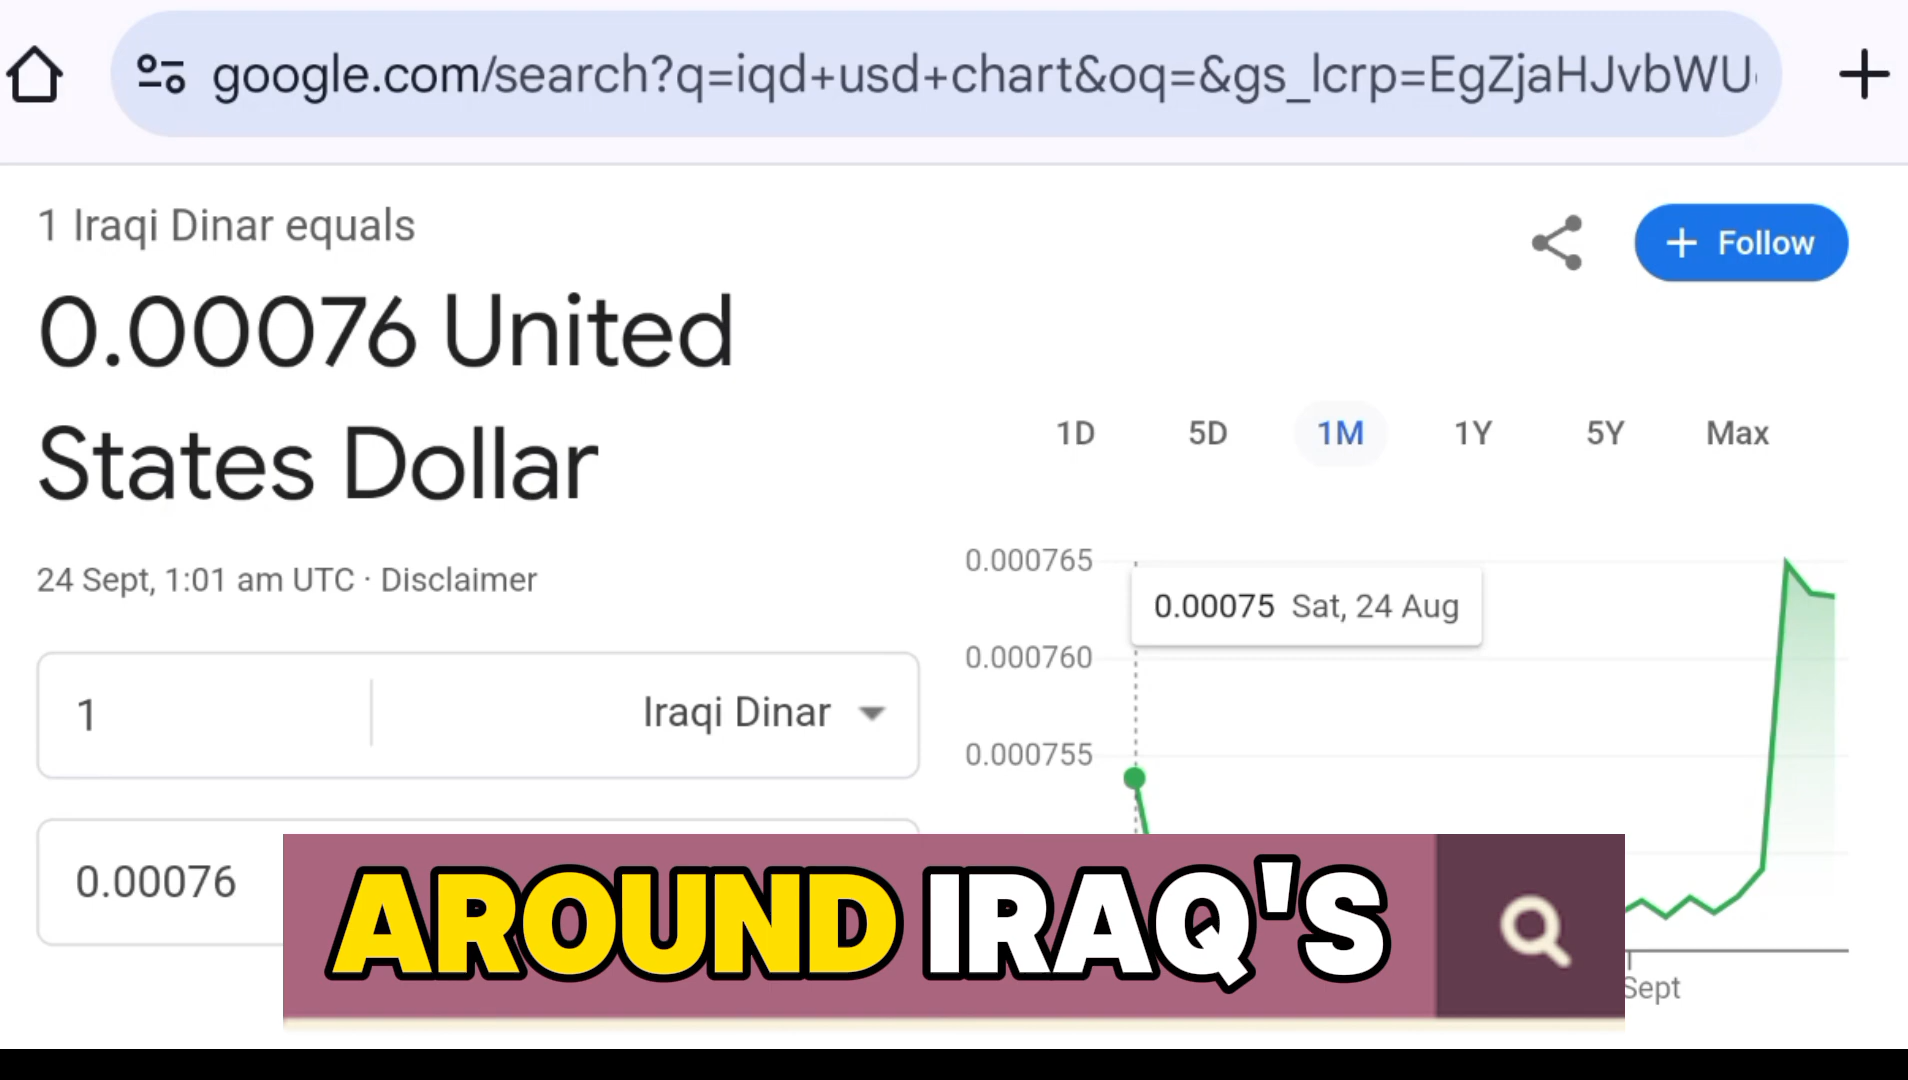 google.com/search?q=iqd+usd+chart&oq=&gs_lcrp=EgZjaHJvbWU
1 Iraqi Dinar equals
0.00076 United
States Dollar
24 Sept, 1:01 am UTC · Disclaimer
+ Follow
1D 5D 1M 1Y 5Y Max
1 Iraqi Dinar
0.00076
0.000765
0.00075 Sat, 24 Aug
0.000760
0.000755
Sept
AROUND IRAQ'S